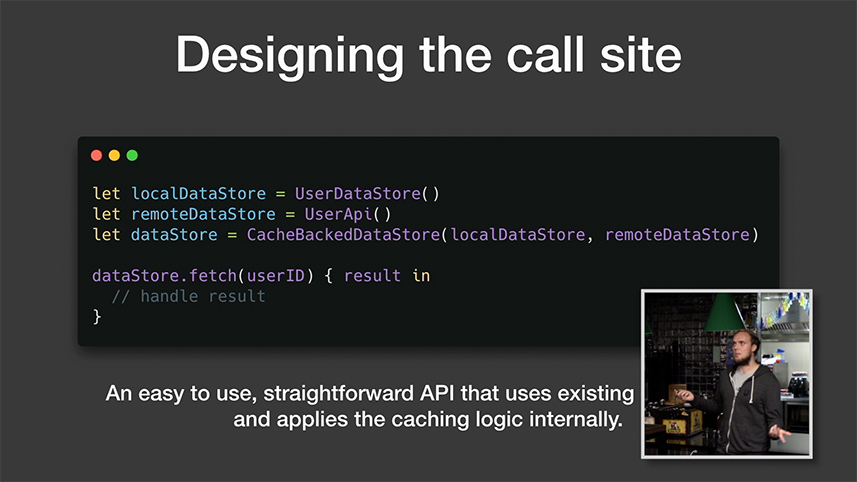 Designing the call site
let localDataStore = UserDataStore()
let remoteDataStore = UserApi()
let dataStore = CacheBackedDataStore(localDataStore, remoteDataStore)
dataStore.fetch(userID) { result in
// handle result
}
An easy to use, straightforward API that uses existing
and applies the caching logic internally.